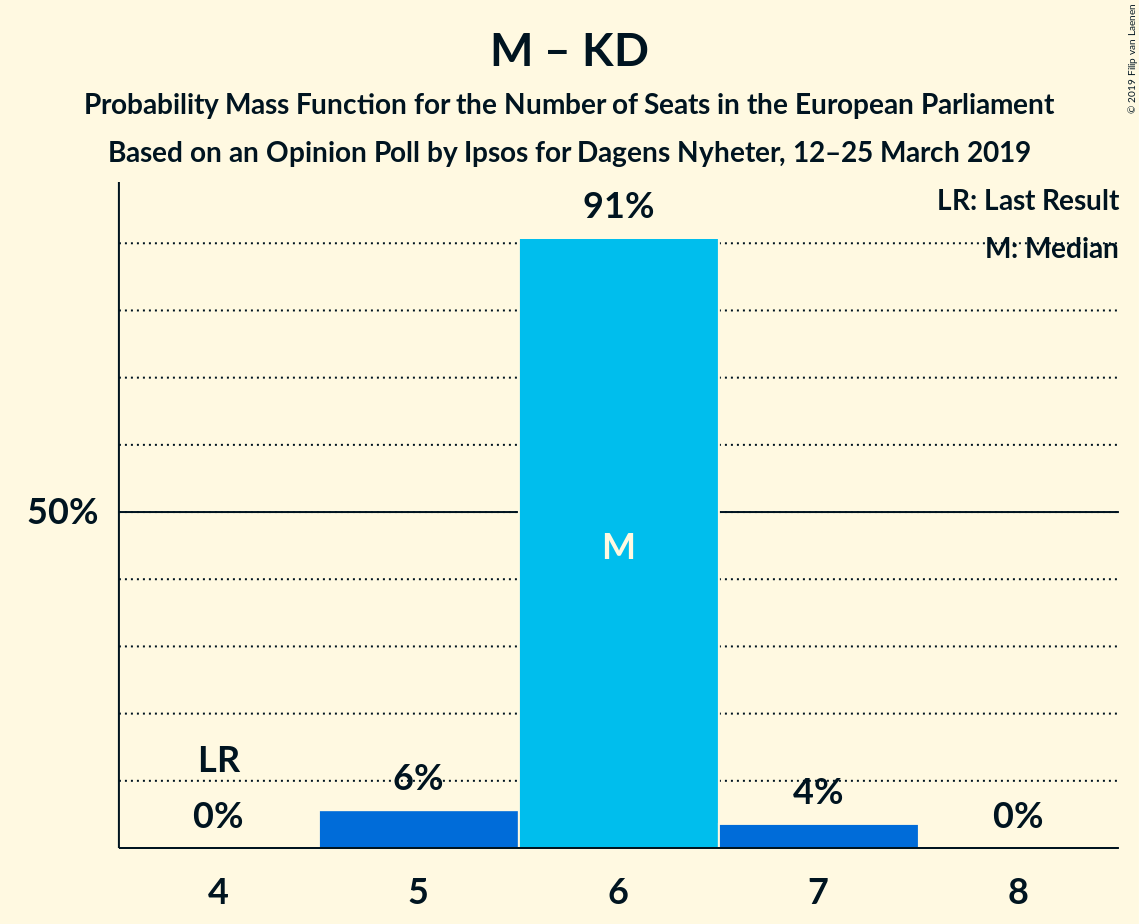 M – KD
Probability Mass Function for the Number of Seats in the European Parliament
Based on an Opinion Poll by Ipsos for Dagens Nyheter, 12–25 March 2019
© 2019 Filip van Laenen
LR: Last Result
M: Median
91%
50%
M
LR
0%
6%
4%
0%
4
5
6
7
8